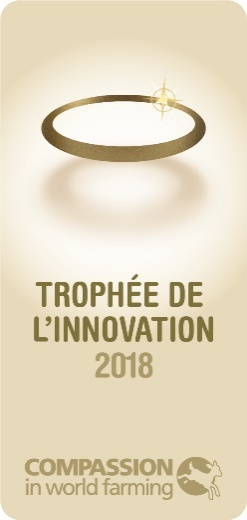 TROPHÉE DE
L'INNOVATION
2018
COMPASSION
in world farming